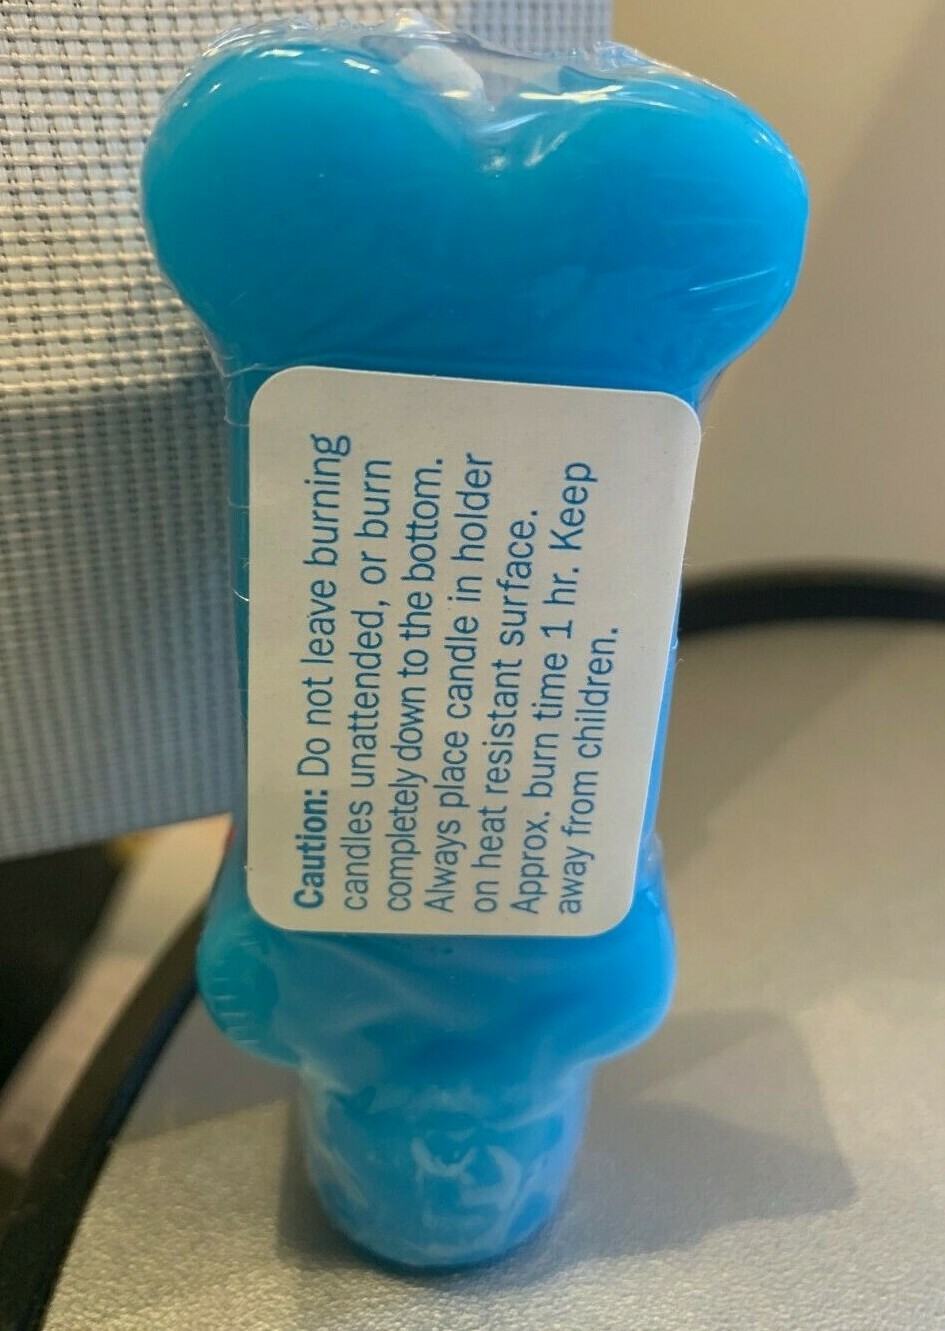 Caution: Do not leave burning
candles unattended, or burn
completely down to the bottom.
Always place candle in holder
on heat resistant surface.
Approx. burn time 1 hr. Keep
away from children.